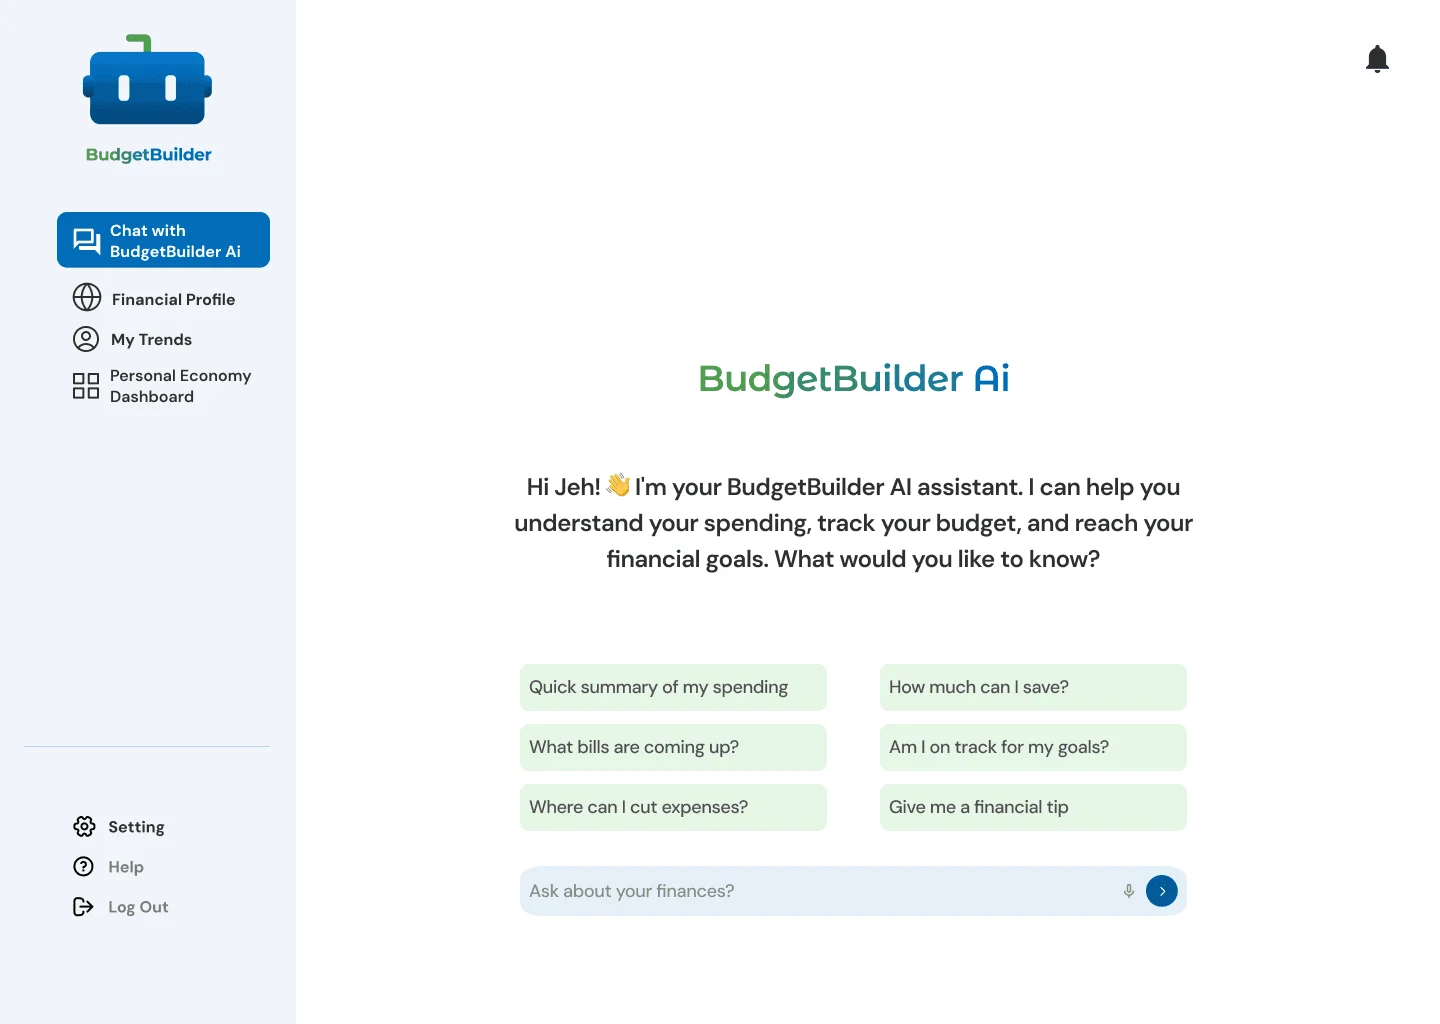 BudgetBuilder
Chat with
BudgetBuilder Ai
Financial Profile
My Trends
Personal Economy
Dashboard
Setting
Help
Log Out
BudgetBuilder Ai
Hi Jeh! 👋 I'm your BudgetBuilder AI assistant. I can help you
understand your spending, track your budget, and reach your
financial goals. What would you like to know?
Quick summary of my spending
How much can I save?
What bills are coming up?
Am I on track for my goals?
Where can I cut expenses?
Give me a financial tip
Ask about your finances?